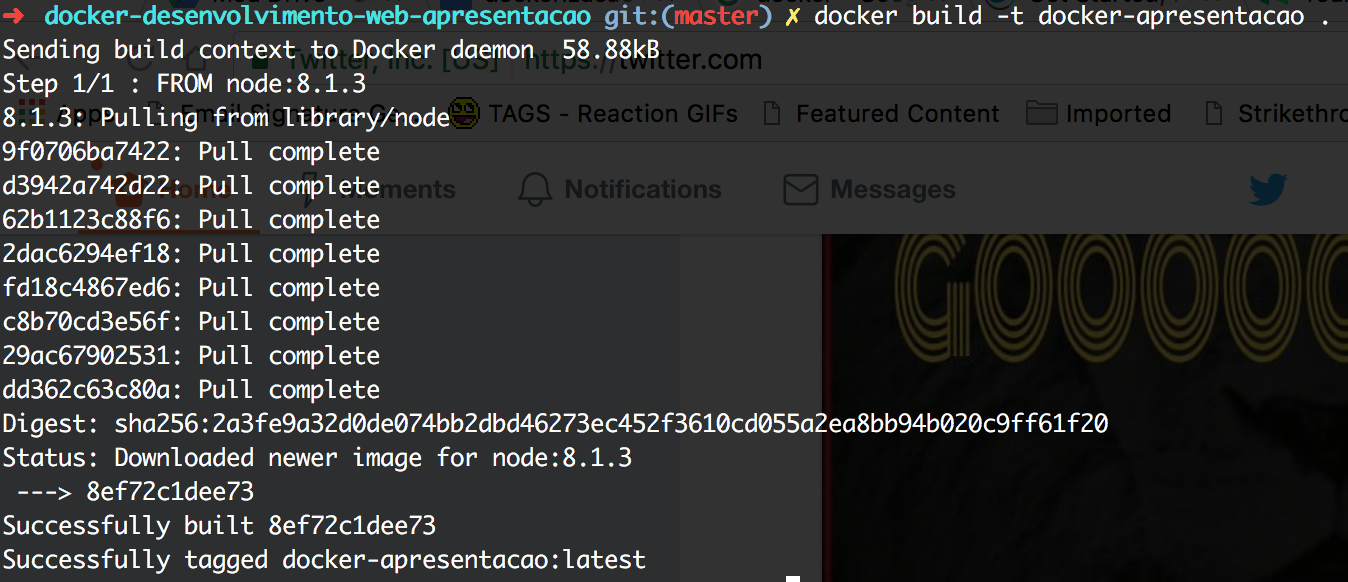 ➜ docker-desenvolvimento-web-apresentacao git:(master) ✗ docker build -t docker-apresentacao .
Sending build context to Docker daemon 58.88kB
Twitter, Inc. [US] https://twitter.com
Step 1/1 : FROM node:8.1.3
8.1.3: Pulling from library/node
Apps
TAGS - Reaction GIFs
Featured Content
Imported
9f0706ba7422: Pull complete
d3942a742d22: Pull complete
Home
Moments
Notifications
Messages
62b1123c88f6: Pull complete
2dac6294ef18: Pull complete
GOOOOO
fd18c4867ed6: Pull complete
c8b70cd3e56f: Pull complete
29ac67902531: Pull complete
dd362c63c80a: Pull complete
Digest: sha256:2a3fe9a32d0de074bb2dbd46273ec452f3610cd055a2ea8bb94b020c9ff61f20
Status: Downloaded newer image for node:8.1.3
---> 8ef72c1dee73
Successfully built 8ef72c1dee73
Successfully tagged docker-apresentacao:latest